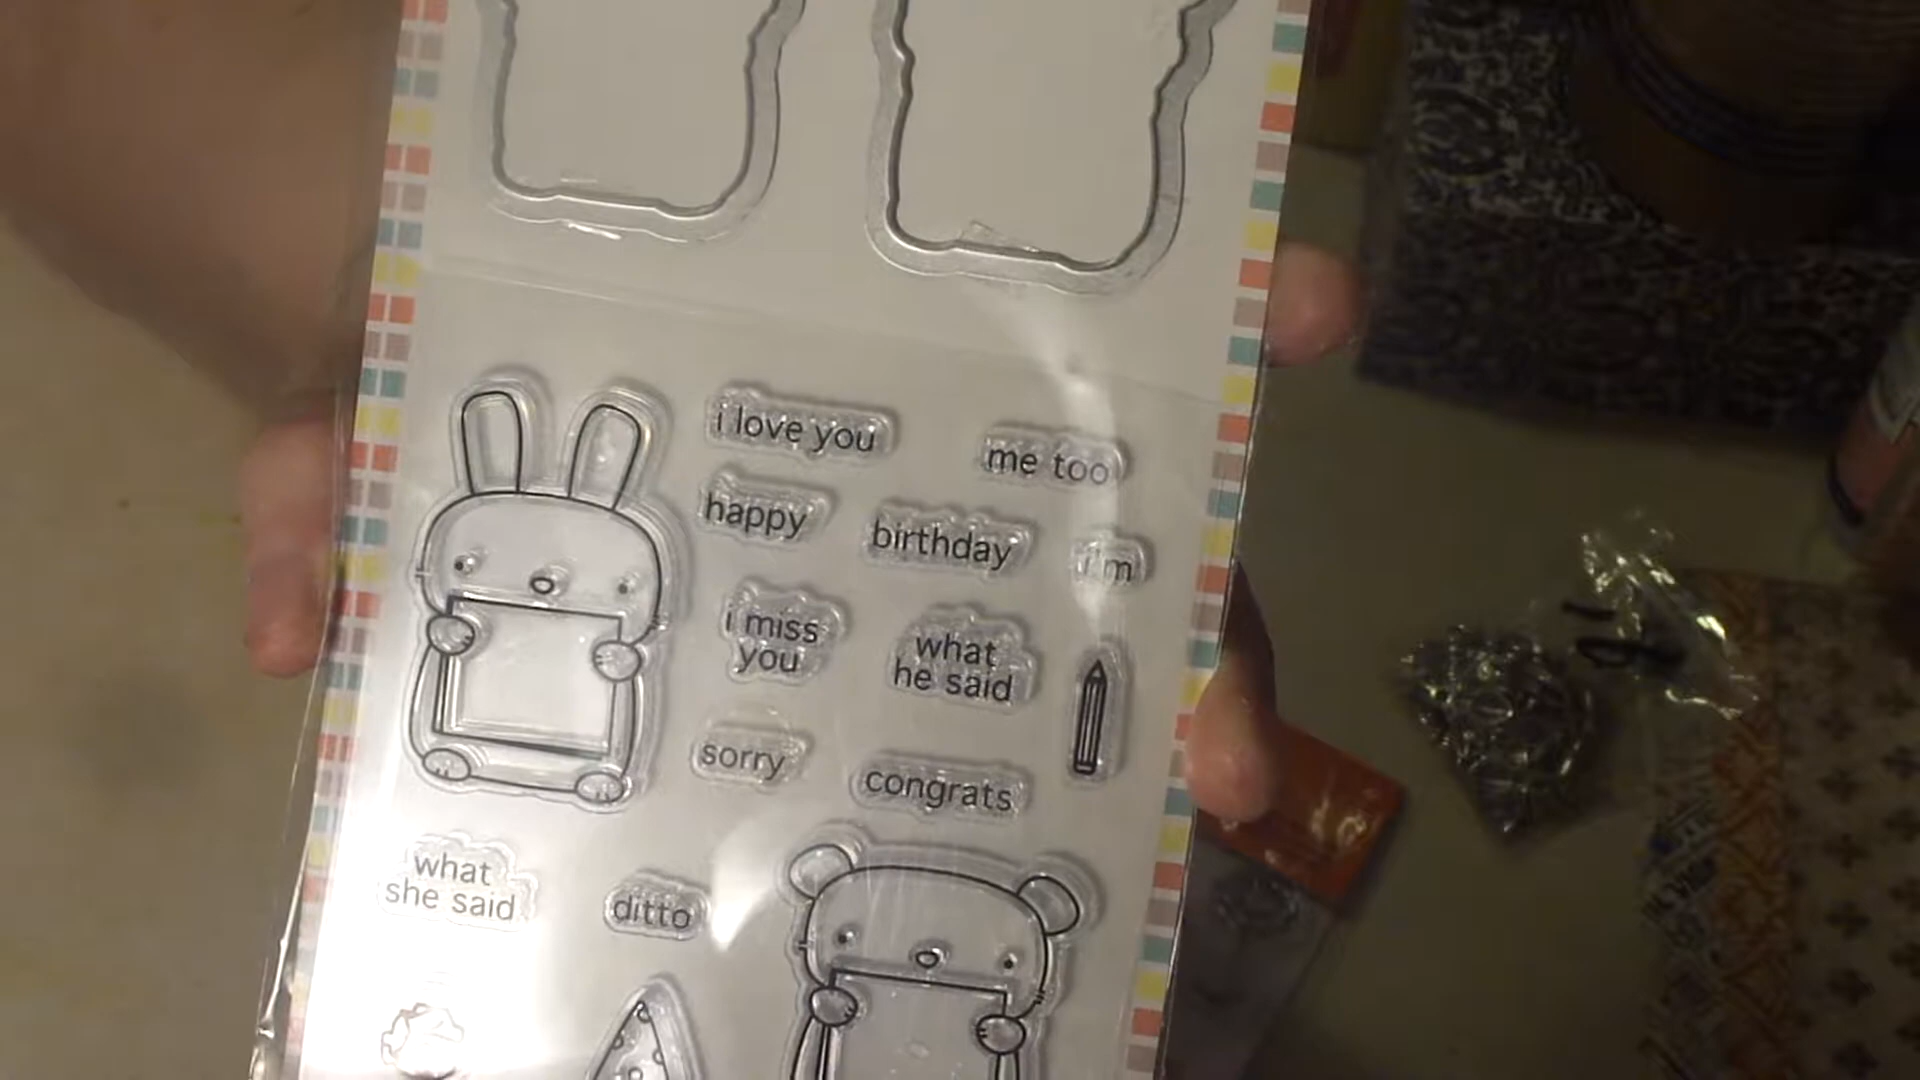 i love you
me too
happy
birthday
i'm
i miss
you
what
he said
sorry
congrats
what
she said
ditto